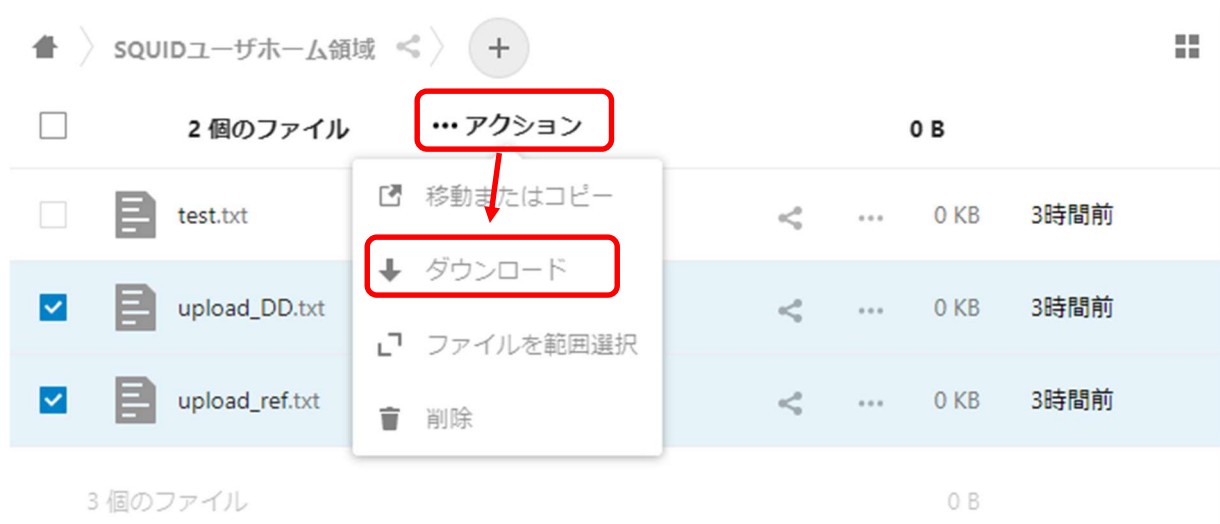 SQUIDユーザホーム領域
2 個のファイル ••• アクション 0 B
移動またはコピー
test.txt 0 KB 3時間前
ダウンロード
upload_DD.txt 0 KB 3時間前
ファイルを範囲選択
upload_ref.txt 0 KB 3時間前
削除
3 個のファイル 0 B